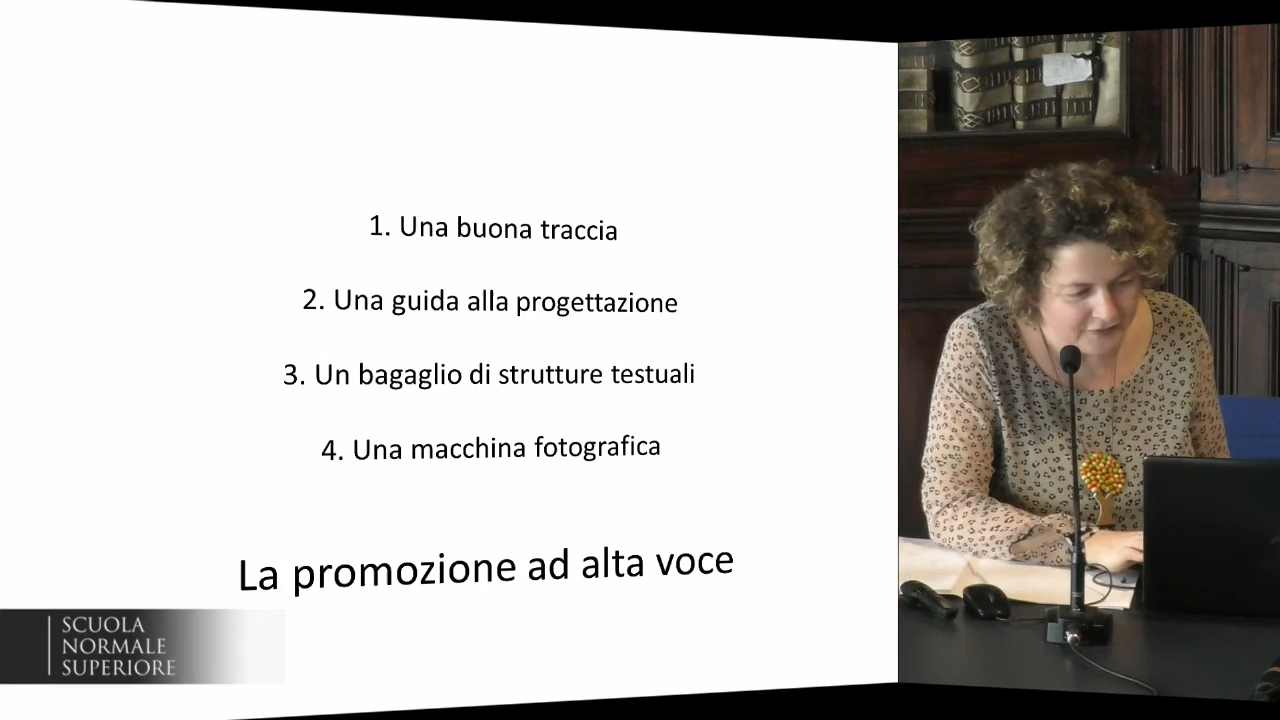 1. Una buona traccia
2. Una guida alla progettazione
3. Un bagaglio di strutture testuali
4. Una macchina fotografica
La promozione ad alta voce
SCUOLA
NORMALE
SUPERIORE